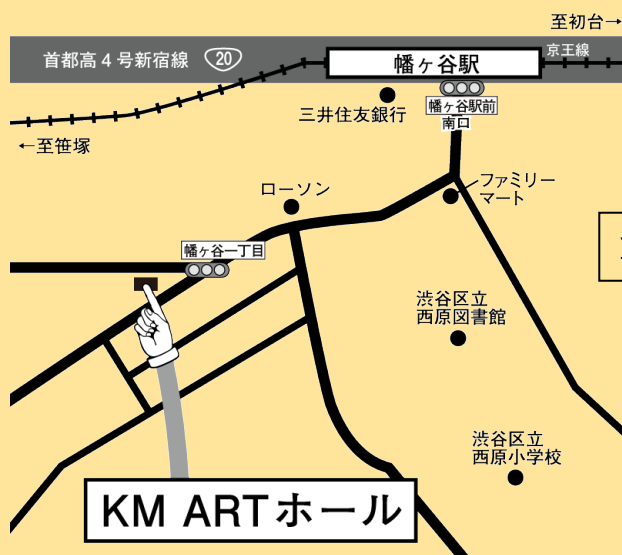 至初台→
首都高4号新宿線
20
幡ヶ谷駅
京王線
幡ヶ谷駅前
南口
三井住友銀行
←至笹塚
ローソン
ファミリー
マート
幡ヶ谷一丁目
渋谷区立
西原図書館
渋谷区立
西原小学校
KM ARTホール